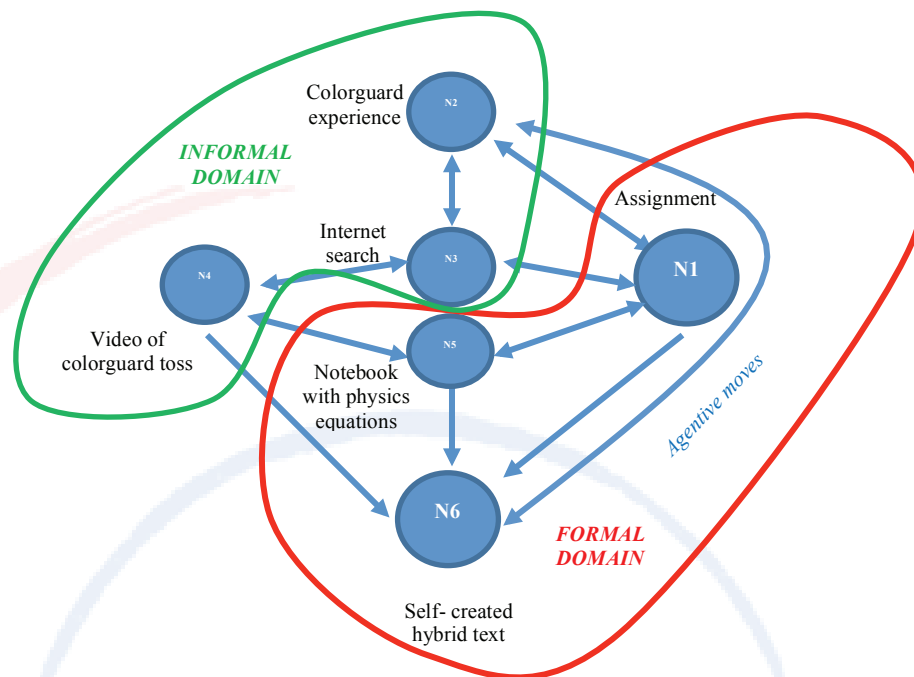 N2
Colorguard
experience
INFORMAL
DOMAIN
Assignment
Internet
search
N3
N1
N4
Video of
colorguard toss
N5
Notebook
with physics
equations
Agentive moves
N6
FORMAL
DOMAIN
Self- created
hybrid text